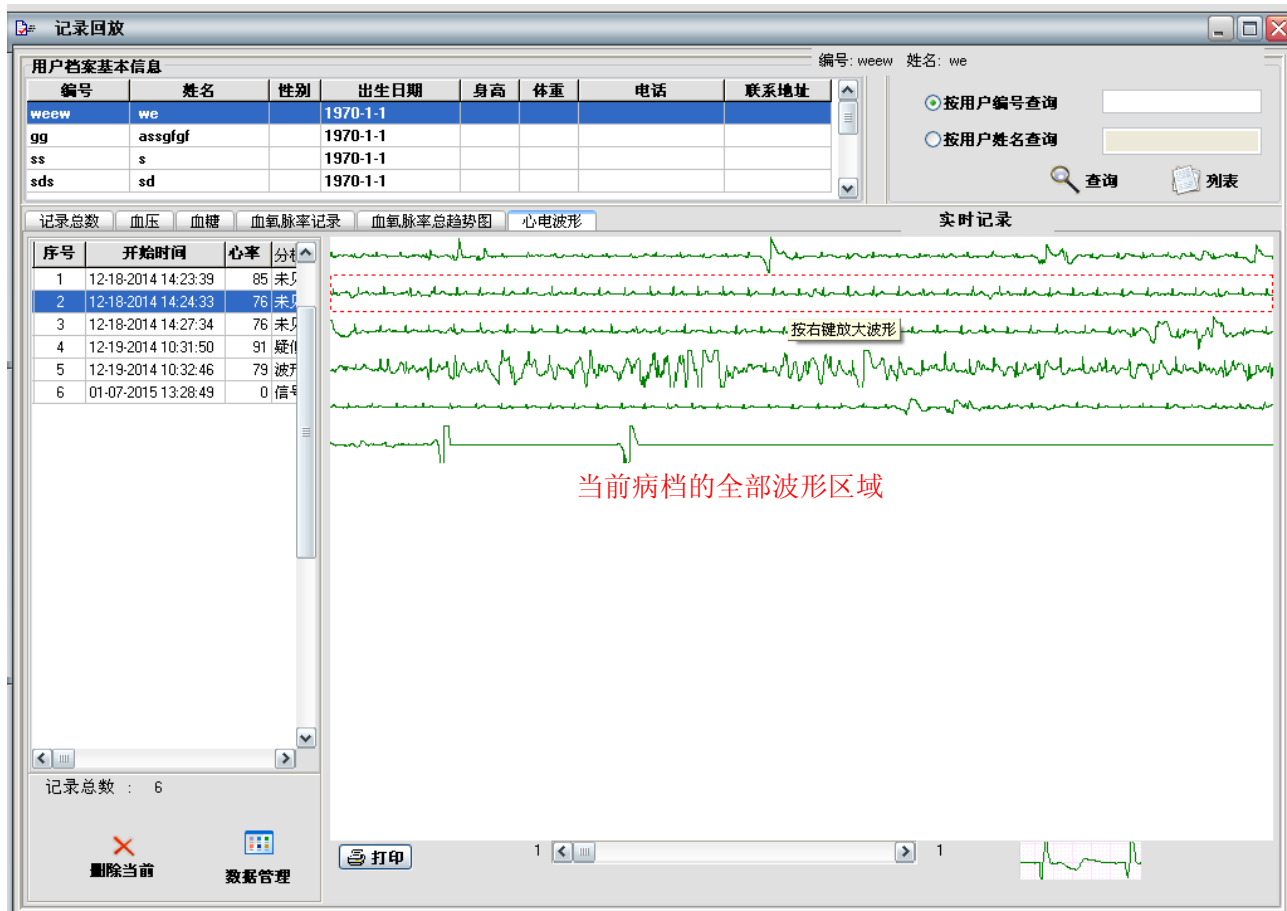 记录回放
用户档案基本信息
编号: weew 姓名: we
编号 姓名 性别 出生日期 身高 体重 电话 联系地址
weew we 1970-1-1
gg assgfgf 1970-1-1
ss s 1970-1-1
sds sd 1970-1-1
按用户编号查询
按用户姓名查询
查询 列表
记录总数 血压 血糖 血氧脉率记录 血氧脉率总趋势图 心电波形
实时记录
序号 开始时间 心率
1 12-18-2014 14:23:39 85 未
2 12-18-2014 14:24:33 76 未
3 12-18-2014 14:27:34 76 未
4 12-19-2014 10:31:50 91 疑
5 12-19-2014 10:32:46 79 波
6 01-07-2015 13:28:49 0 信
按右键放大波形
当前病档的全部波形区域
记录总数 : 6
删除当前
数据管理
打印
1 1